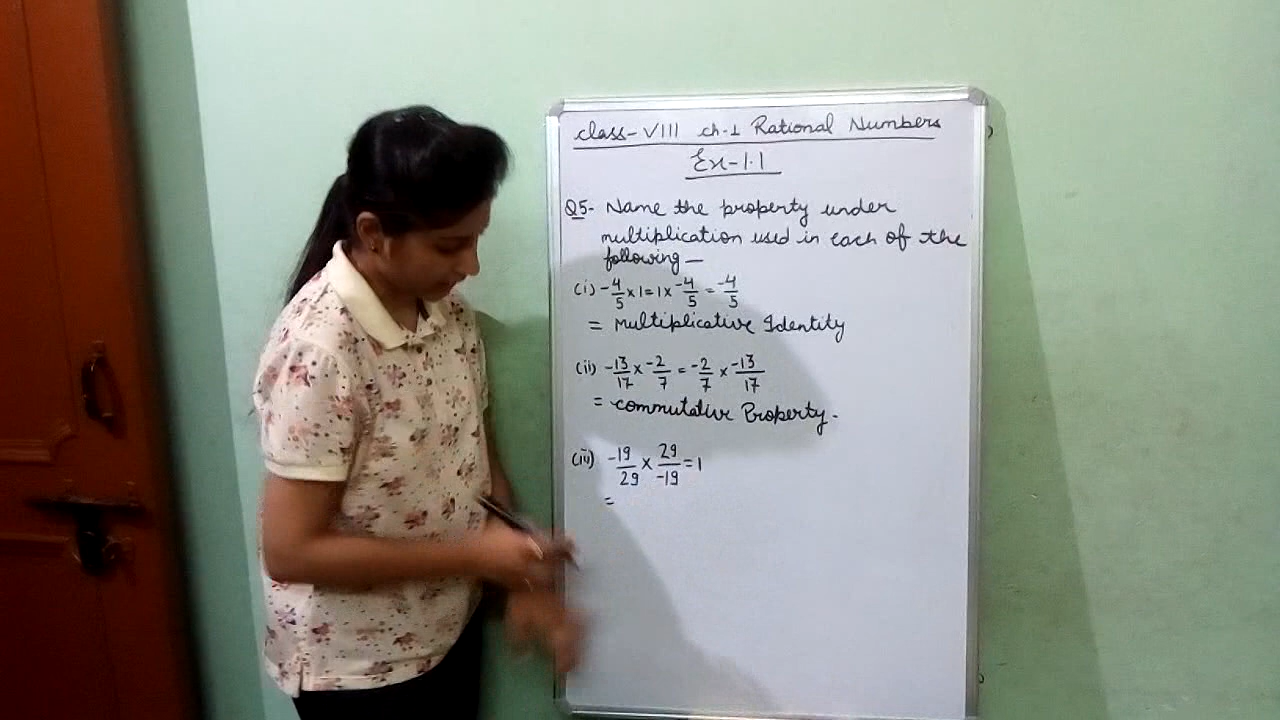 Class-VIII ch-1 Rational Numbers
Ex-1.1
Q5- Name the property under
multiplication used in each of the
following —
(i) -4/5 x 1 = 1 x -4/5 = -4/5
= Multiplicative Identity
(ii) -13/17 x -2/7 = -2/7 x -13/17
= Commutative Property.
(iii) -19/29 x 29/-19 = 1
=